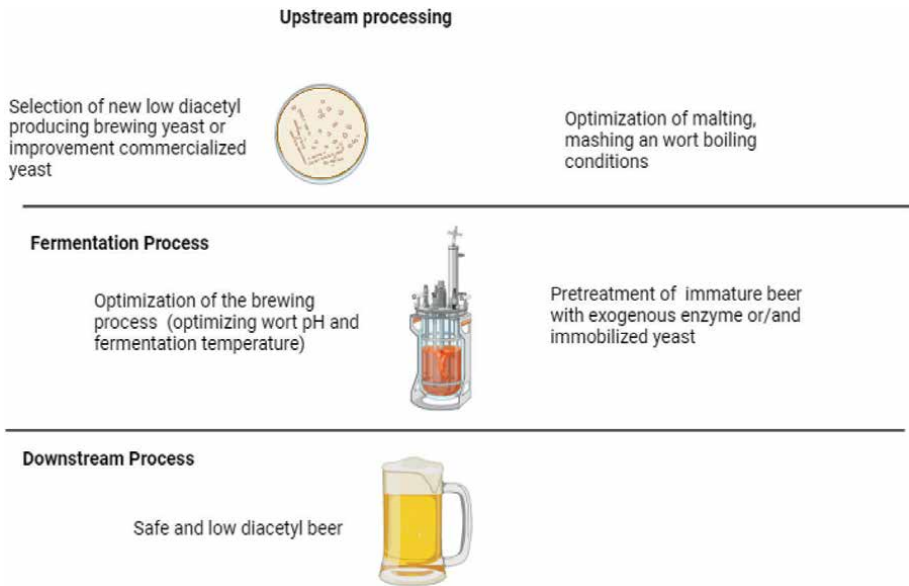 Upstream processing
Selection of new low diacetyl
producing brewing yeast or
improvement commercialized
yeast
Optimization of malting,
mashing an wort boiling
conditions
Fermentation Process
Optimization of the brewing
process (optimizing wort pH and
fermentation temperature)
Pretreatment of immature beer
with exogenous enzyme or/and
immobilized yeast
Downstream Process
Safe and low diacetyl beer